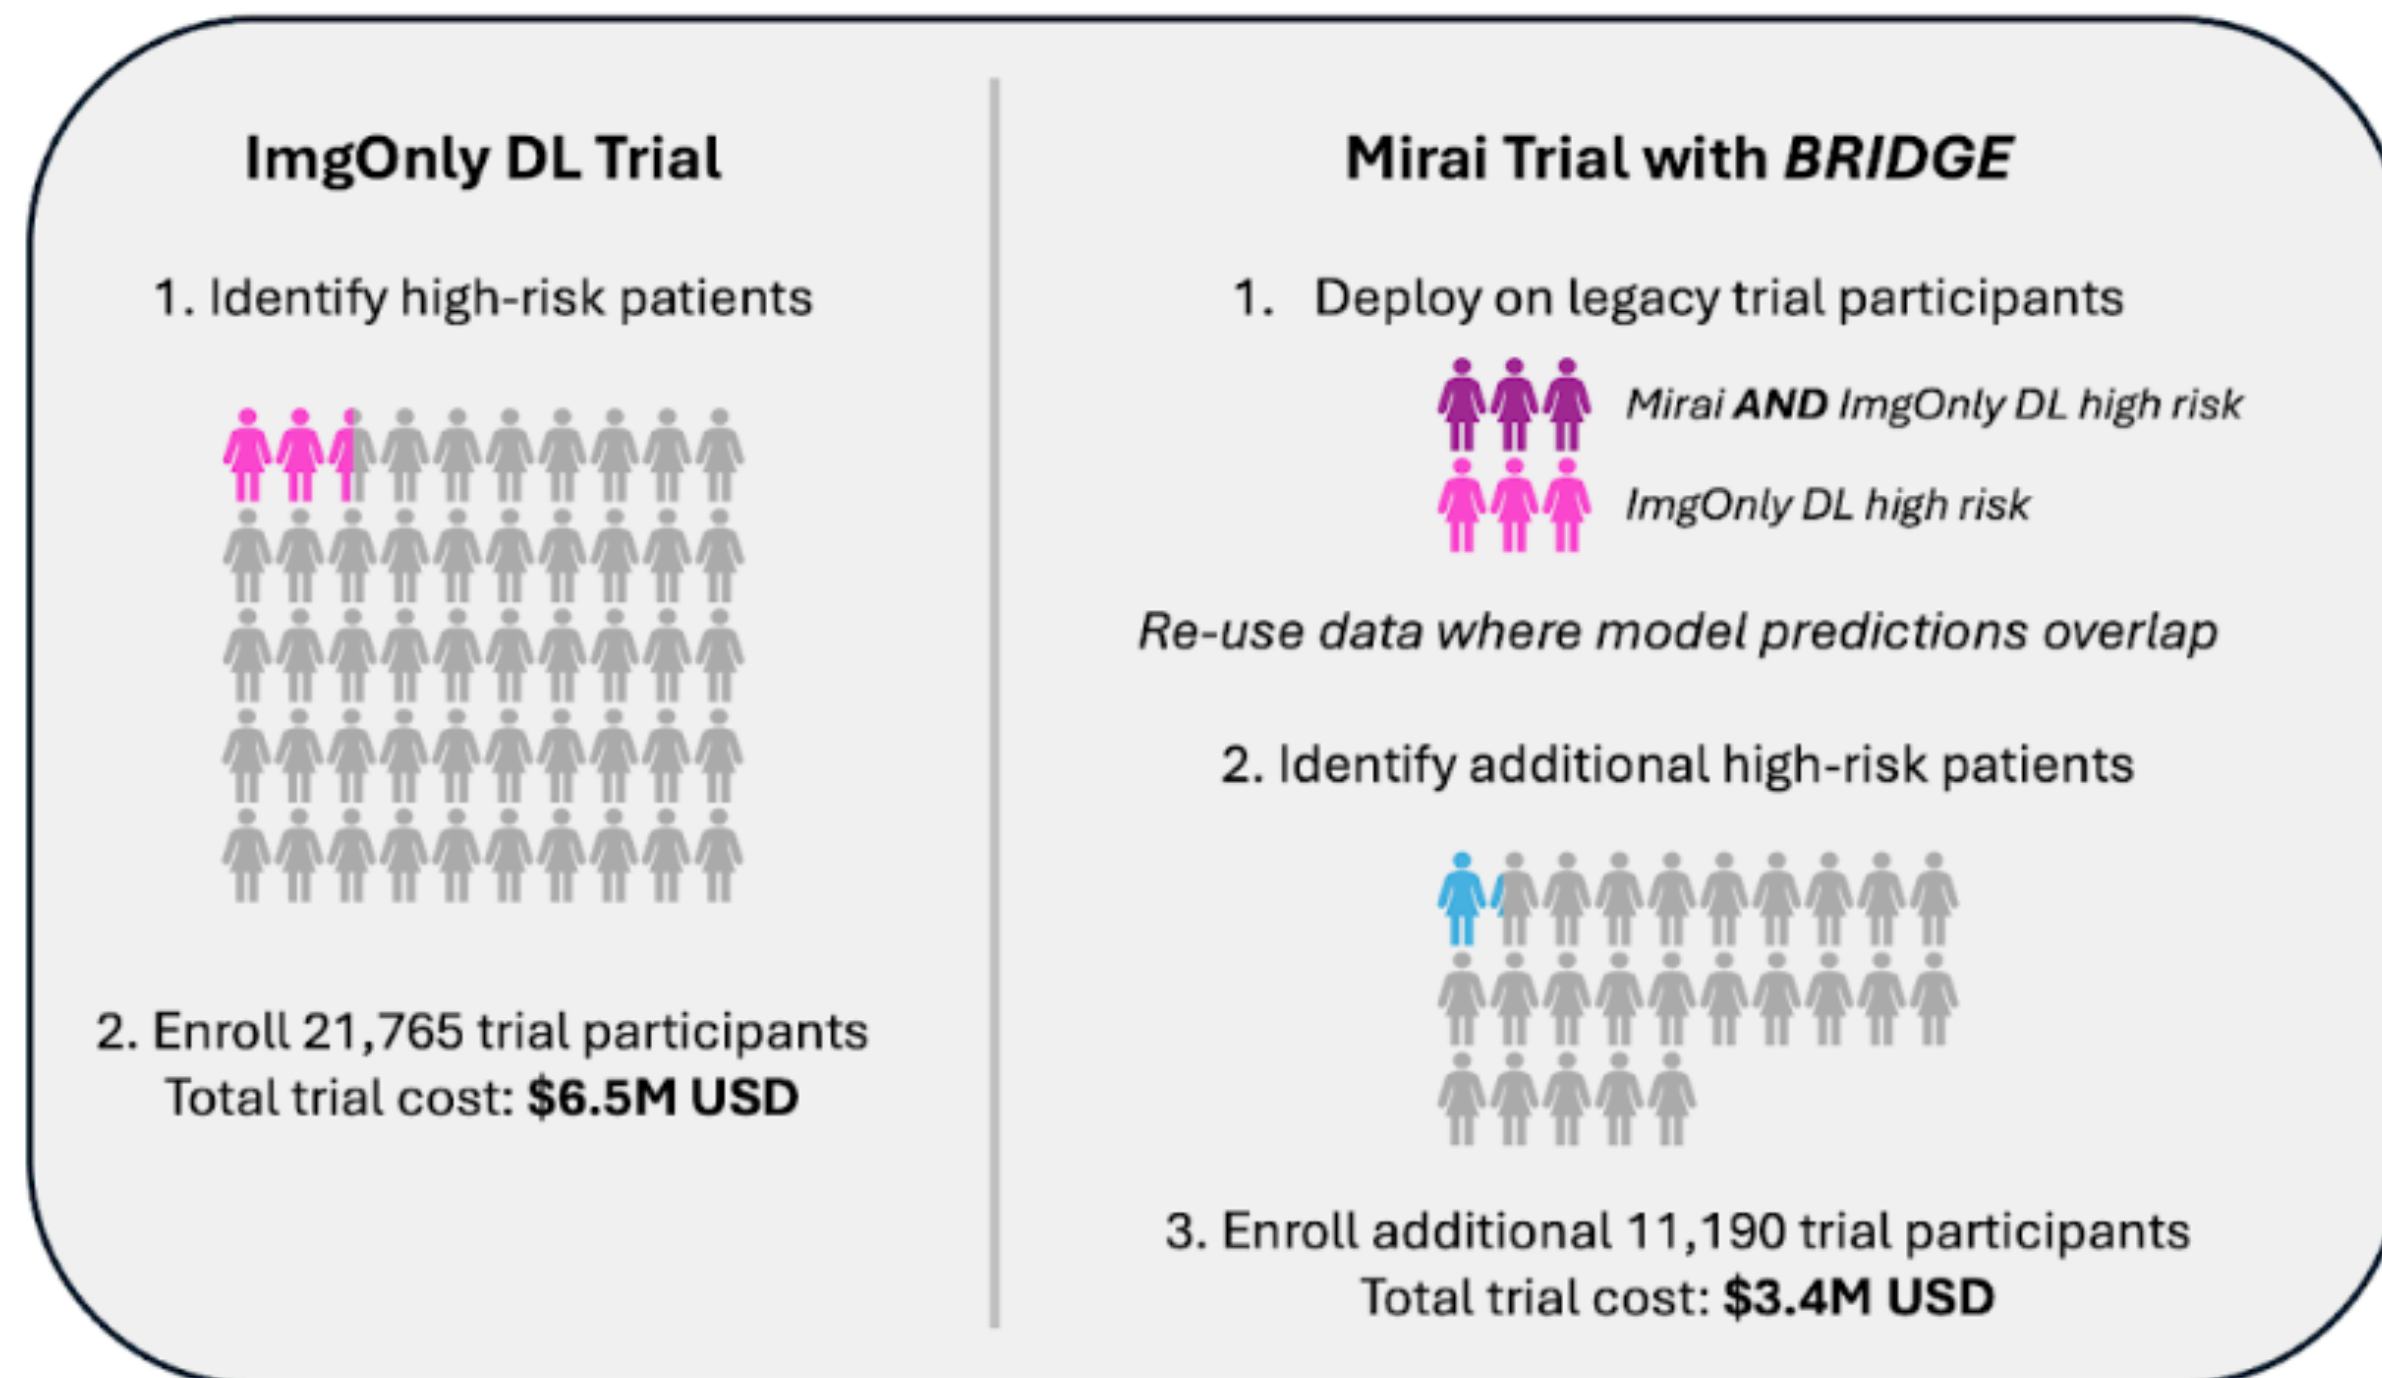 ImgOnly DL Trial
1. Identify high-risk patients
2. Enroll 21,765 trial participants
Total trial cost: $6.5M USD
Mirai Trial with BRIDGE
1. Deploy on legacy trial participants
Mirai AND ImgOnly DL high risk
ImgOnly DL high risk
Re-use data where model predictions overlap
2. Identify additional high-risk patients
3. Enroll additional 11,190 trial participants
Total trial cost: $3.4M USD